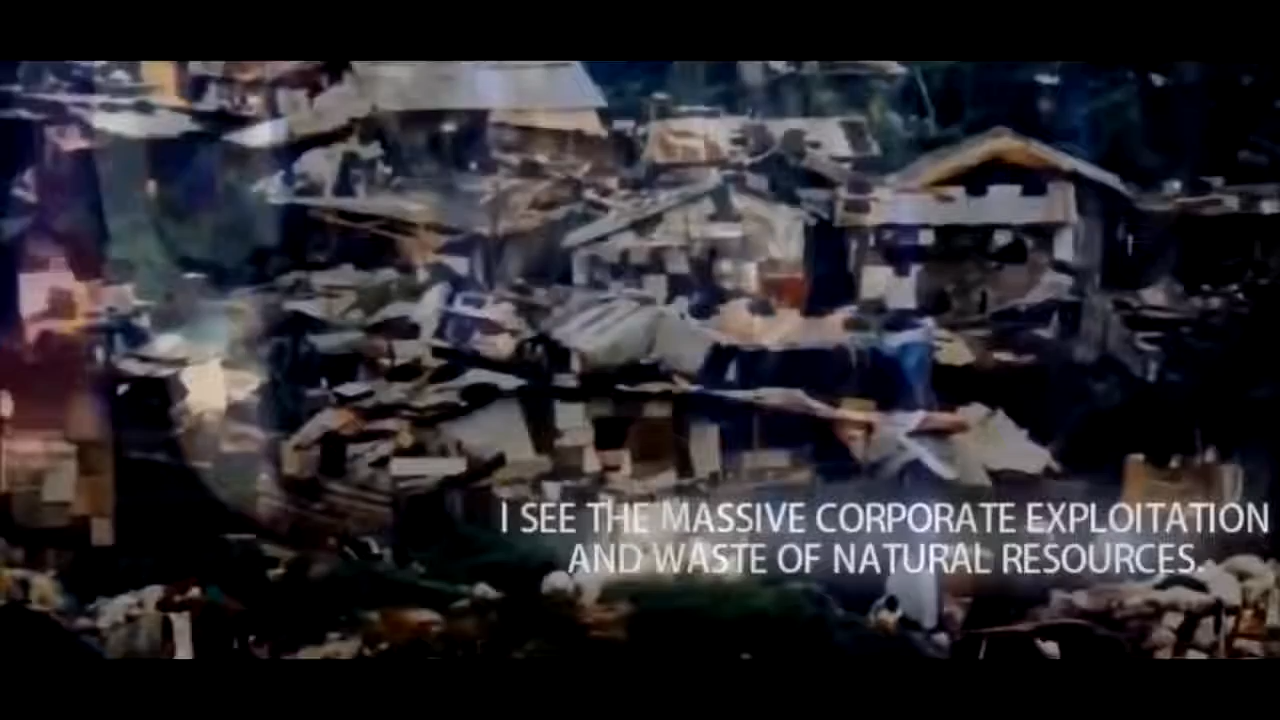 I SEE THE MASSIVE CORPORATE EXPLOITATION
AND WASTE OF NATURAL RESOURCES.